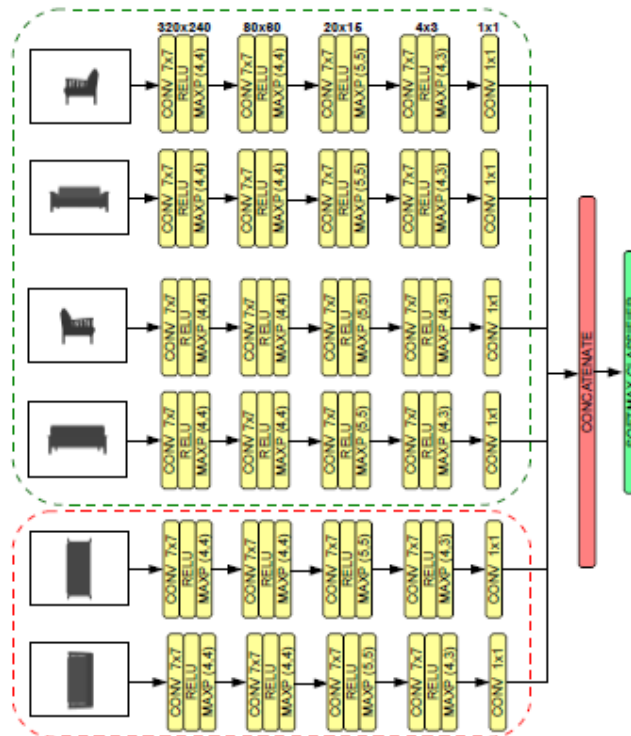 320x240 80x60 20x15 4x3 1x1
CONV 7x7
RELU
MAXP (4.4)
CONV 7x7
RELU
MAXP (4.4)
CONV 7x7
RELU
MAXP (5.5)
CONV 7x7
RELU
MAXP (4.3)
CONV 1x1
CONV 7x7
RELU
MAXP (4.4)
CONV 7x7
RELU
MAXP (4.4)
CONV 7x7
RELU
MAXP (5.5)
CONV 7x7
RELU
MAXP (4.3)
CONV 1x1
CONV 7x7
RELU
MAXP (4.4)
CONV 7x7
RELU
MAXP (4.4)
CONV 7x7
RELU
MAXP (5.5)
CONV 7x7
RELU
MAXP (4.3)
CONV 1x1
CONV 7x7
RELU
MAXP (4.4)
CONV 7x7
RELU
MAXP (4.4)
CONV 7x7
RELU
MAXP (5.5)
CONV 7x7
RELU
MAXP (4.3)
CONV 1x1
CONV 7x7
RELU
MAXP (4.4)
CONV 7x7
RELU
MAXP (4.4)
CONV 7x7
RELU
MAXP (5.5)
CONV 7x7
RELU
MAXP (4.3)
CONV 1x1
CONV 7x7
RELU
MAXP (4.4)
CONV 7x7
RELU
MAXP (4.4)
CONV 7x7
RELU
MAXP (5.5)
CONV 7x7
RELU
MAXP (4.3)
CONV 1x1
CONCATENATE